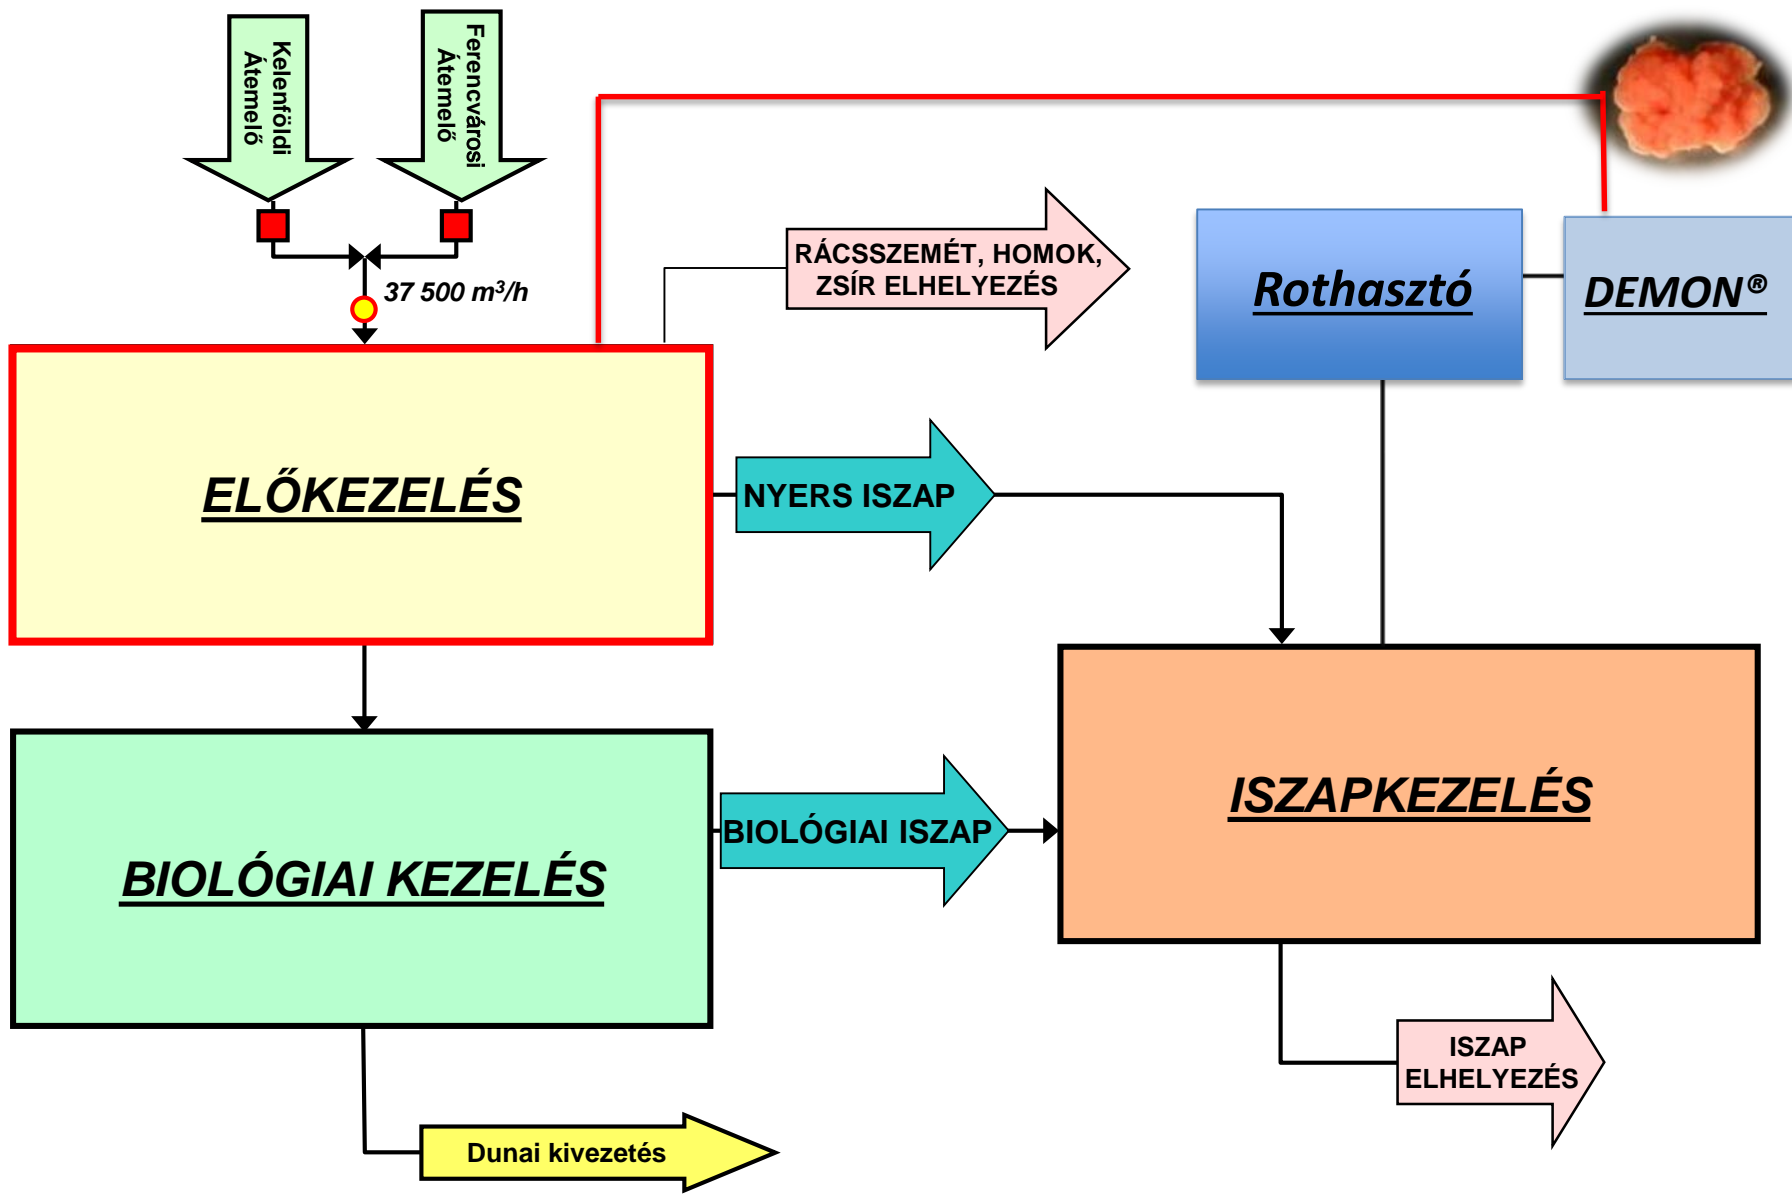 Kelenföldi
Átemelő
Ferencvárosi
Átemelő
37 500 m³/h
RÁCSSZEMÉT, HOMOK,
ZSÍR ELHELYEZÉS
Rothasztó
DEMON®
ELŐKEZELÉS
NYERS ISZAP
BIOLÓGIAI KEZELÉS
BIOLÓGIAI ISZAP
ISZAPKEZELÉS
ISZAP
ELHELYEZÉS
Dunai kivezetés